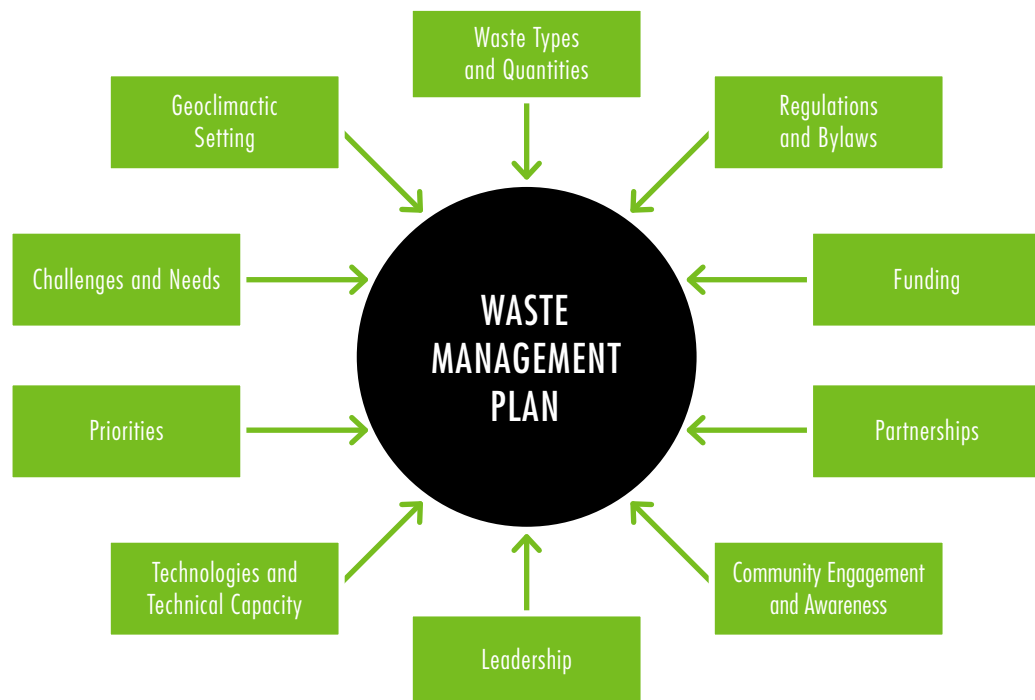 Waste Types
and Quantities
Geoclimactic
Setting
Regulations
and Bylaws
Challenges and Needs
Funding
WASTE
MANAGEMENT
PLAN
Priorities
Partnerships
Technologies and
Technical Capacity
Community Engagement
and Awareness
Leadership